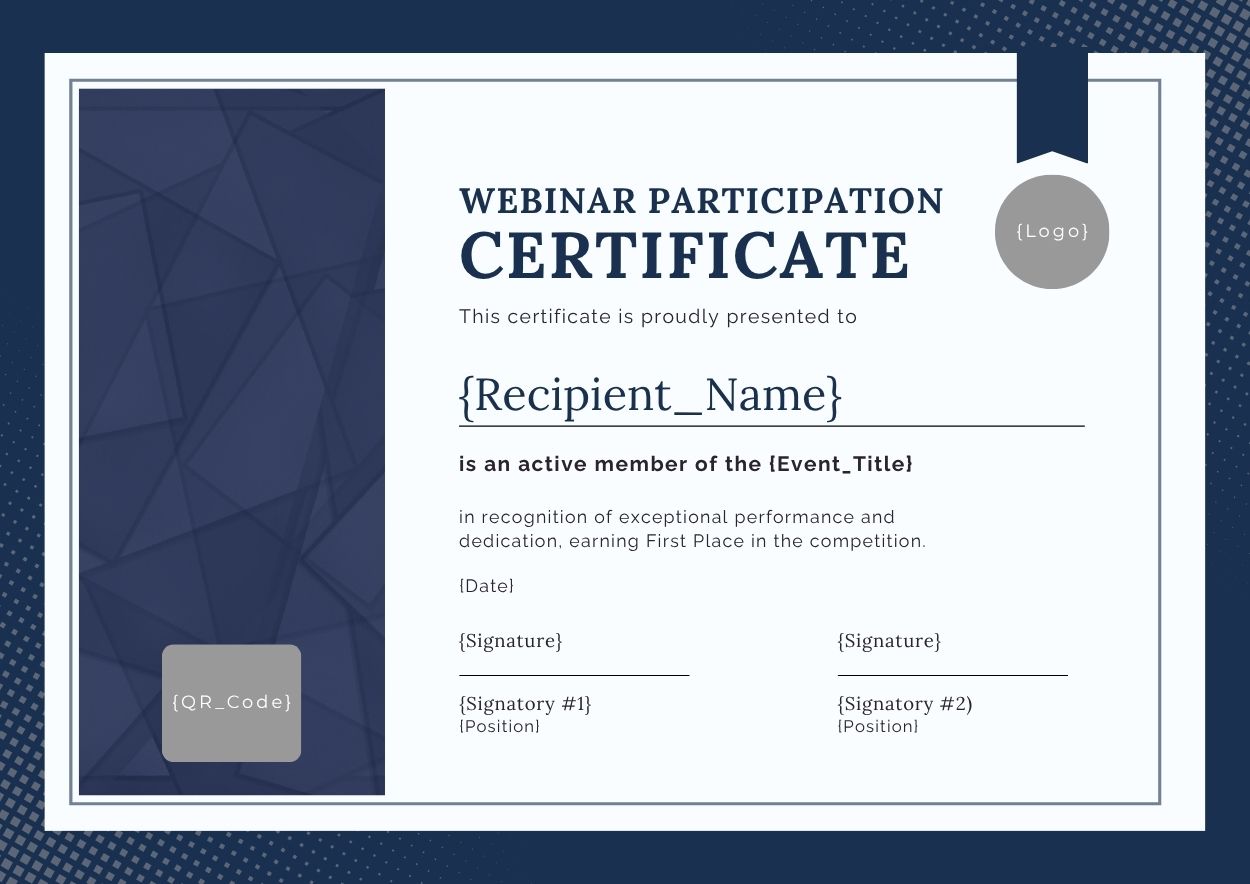 WEBINAR PARTICIPATION
CERTIFICATE
{Logo}
This certificate is proudly presented to
{Recipient_Name}
is an active member of the {Event_Title}
in recognition of exceptional performance and
dedication, earning First Place in the competition.
{Date}
{Signature}
{Signature}
{Signatory #1}
{Position}
{Signatory #2)
{Position}
{QR_Code}